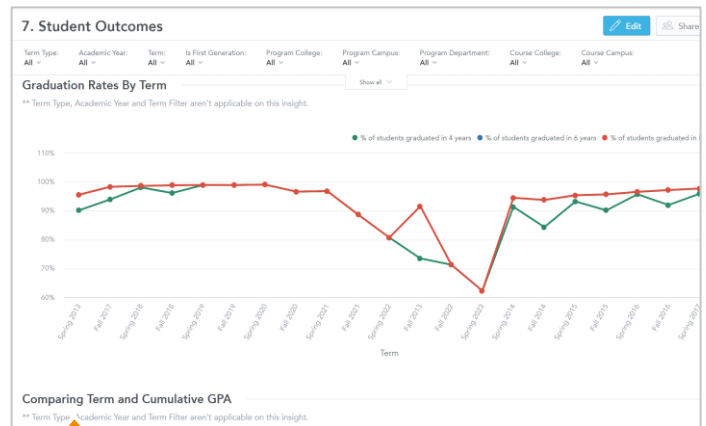 7. Student Outcomes
Edit
Share
Term Type: Academic Year: Term: Is First Generation: Program College: Program Campus: Program Department: Course College: Course Campus:
All All All All All All All All All
Graduation Rates By Term
Show all
** Term Type, Academic Year and Term Filter aren't applicable on this insight.
% of students graduated in 4 years % of students graduated in 6 years % of students graduated in
110%
100%
90%
80%
70%
60%
Spring 2013 Fall 2017 Spring 2018 Fall 2018 Spring 2019 Fall 2019 Spring 2020 Fall 2020 Spring 2021 Fall 2021 Spring 2022 Fall 2013 Fall 2022 Spring 2023 Spring 2014 Fall 2014 Spring 2015 Fall 2015 Spring 2016 Fall 2016 Spring 2017
Term
Comparing Term and Cumulative GPA
** Term Type, Academic Year and Term Filter aren't applicable on this insight.